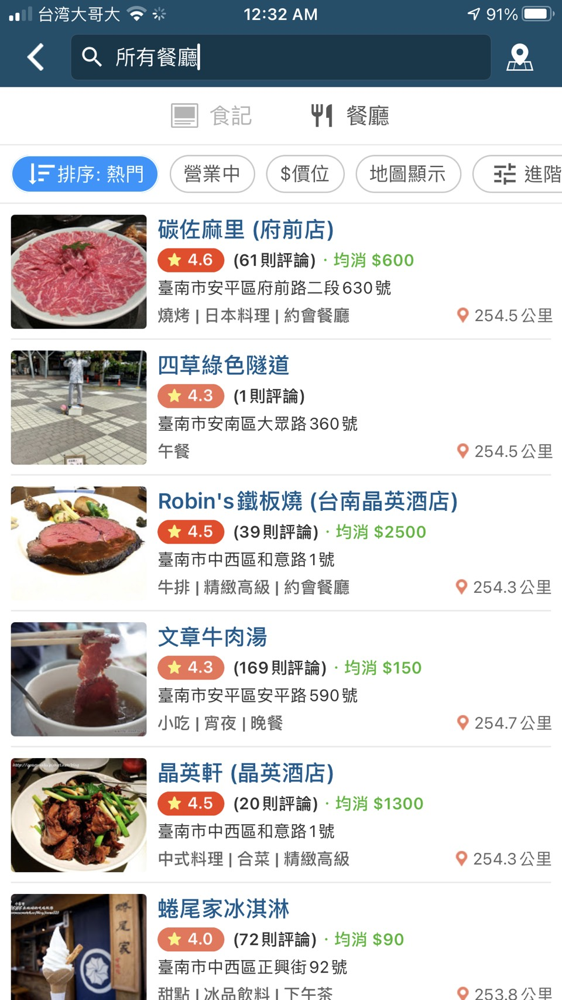 台湾大哥大 12:32 AM 91%
所有餐廳
食記 餐廳
排序: 熱門 營業中 $價位 地圖顯示 進階
碳佐麻里 (府前店)
4.6 (61則評論) · 均消 $600
臺南市安平區府前路二段630號
燒烤 | 日本料理 | 約會餐廳 254.5公里
四草綠色隧道
4.3 (1則評論)
臺南市安南區大眾路360號
午餐 254.5公里
Robin's鐵板燒 (台南晶英酒店)
4.5 (39則評論) · 均消 $2500
臺南市中西區和意路1號
牛排 | 精緻高級 | 約會餐廳 254.3公里
文章牛肉湯
4.3 (169則評論) · 均消 $150
臺南市安平區安平路590號
小吃 | 宵夜 | 晚餐 254.7公里
晶英軒 (晶英酒店)
4.5 (20則評論) · 均消 $1300
臺南市中西區和意路1號
中式料理 | 合菜 | 精緻高級 254.3公里
蜷尾家
蜷尾家冰淇淋
4.0 (72則評論) · 均消 $90
臺南市中西區正興街92號
甜點 | 冰品飲料 | 下午茶 253.8公里